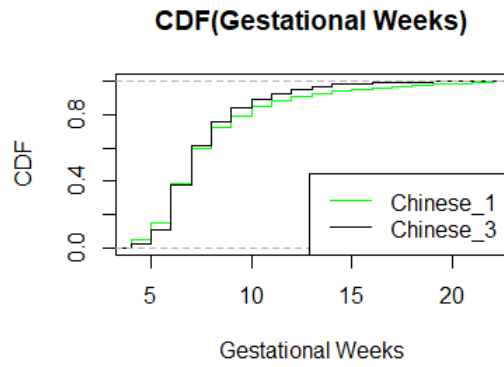 CDF(Gestational Weeks)
CDF
0.8
0.4
0.0
Chinese_1
Chinese_3
5 10 15 20
Gestational Weeks